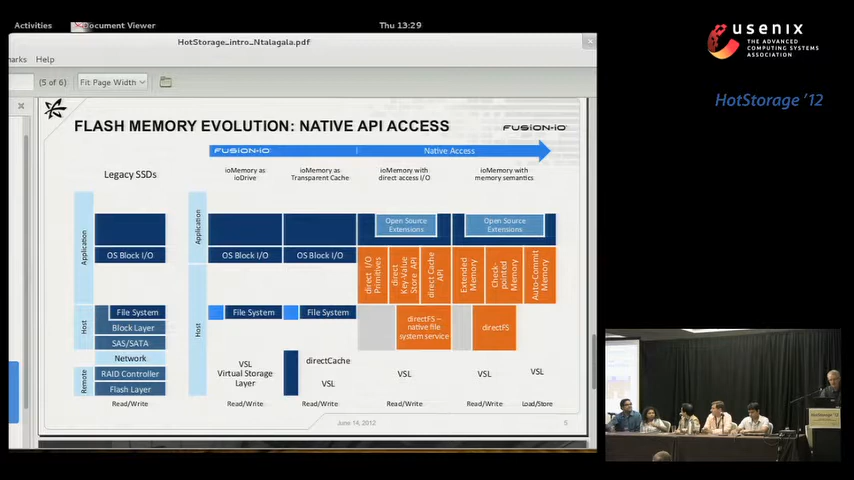 Activities
Document Viewer
Thu 13:29
HotStorage_intro_Ntalagala.pdf
marks Help
(5 of 6)
Fit Page Width
FLASH MEMORY EVOLUTION: NATIVE API ACCESS
FUSION-iO
FUSION-iO
Native Access
Legacy SSDs
ioMemory as
ioDrive
ioMemory as
Transparent Cache
ioMemory with
direct access I/O
ioMemory with
memory semantics
Application
OS Block I/O
Host
File System
Block Layer
SAS/SATA
Network
Remote
RAID Controller
Flash Layer
Read/Write
Application
Host
OS Block I/O
File System
VSL
Virtual Storage
Layer
Read/Write
OS Block I/O
File System
directCache
VSL
Read/Write
Open Source
Extensions
direct I/O
Primitives
direct
Key-Value
Store API
direct Cache
API
directFS –
native file
system service
VSL
Read/Write
Open Source
Extensions
Extended
Memory
Check-
pointed
Memory
Auto-Commit
Memory
directFS
VSL
Read/Write
VSL
Load/Store
June 14, 2012
5
usenix
THE ADVANCED
COMPUTING SYSTEMS
ASSOCIATION
HotStorage '12
HotStorage '12